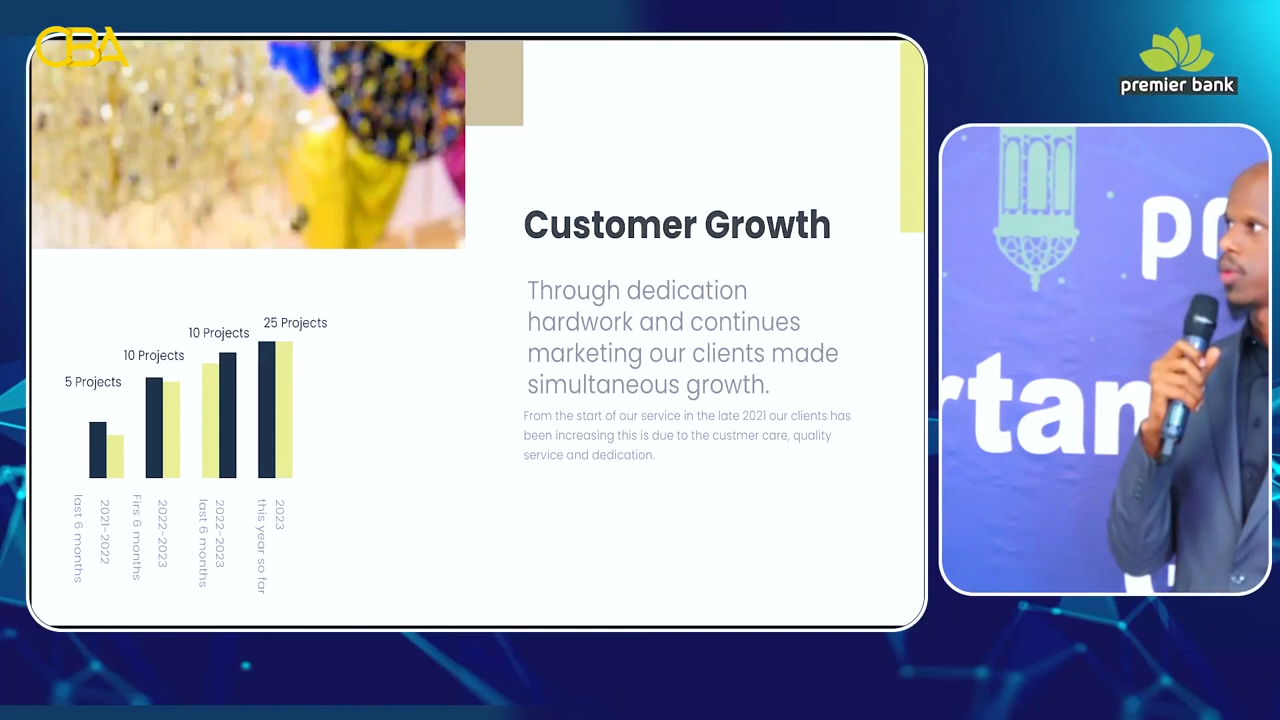 CBA
premier bank
Customer Growth
Through dedication
hardwork and continues
marketing our clients made
simultaneous growth.
From the start of our service in the late 2021 our clients has
been increasing this is due to the custmer care, quality
service and dedication.
5 Projects
10 Projects
10 Projects
25 Projects
2021-2022
last 6 months
2022-2023
Firs 6 months
2022-2023
last 6 months
2023
this year so far